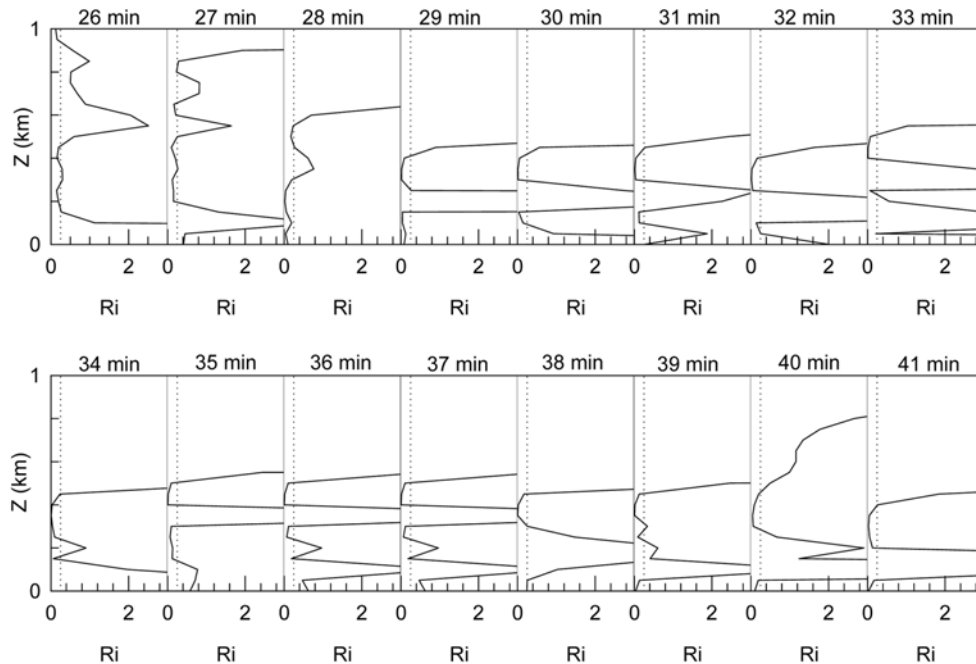 26 min 27 min 28 min 29 min 30 min 31 min 32 min 33 min
1
Z (km)
0
0 2 0 2 0 2 0 2 0 2 0 2 0 2 0 2
Ri Ri Ri Ri Ri Ri Ri Ri
34 min 35 min 36 min 37 min 38 min 39 min 40 min 41 min
1
Z (km)
0
0 2 0 2 0 2 0 2 0 2 0 2 0 2 0 2
Ri Ri Ri Ri Ri Ri Ri Ri